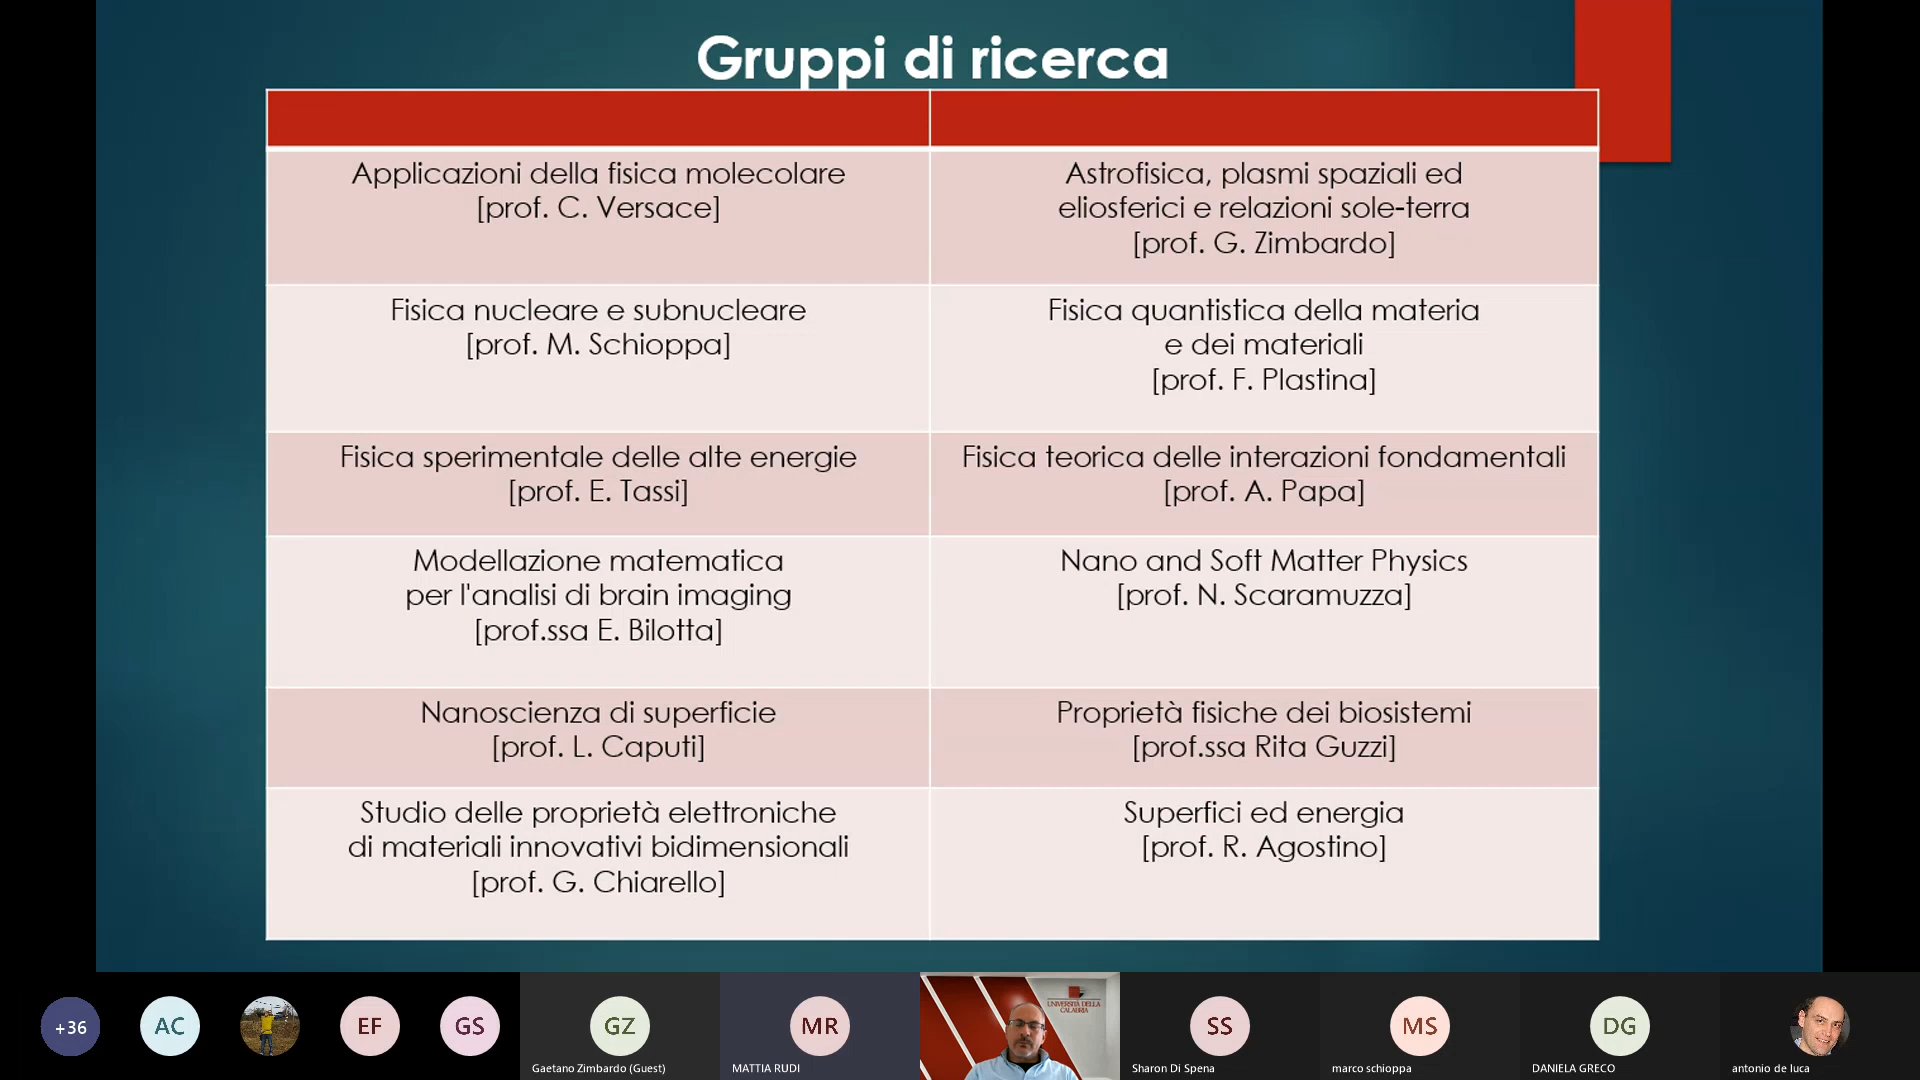 Gruppi di ricerca
Applicazioni della fisica molecolare
[prof. C. Versace]
Astrofisica, plasmi spaziali ed
eliosferici e relazioni sole-terra
[prof. G. Zimbardo]
Fisica nucleare e subnucleare
[prof. M. Schioppa]
Fisica quantistica della materia
e dei materiali
[prof. F. Plastina]
Fisica sperimentale delle alte energie
[prof. E. Tassi]
Fisica teorica delle interazioni fondamentali
[prof. A. Papa]
Modellazione matematica
per l'analisi di brain imaging
[prof.ssa E. Bilotta]
Nano and Soft Matter Physics
[prof. N. Scaramuzza]
Nanoscienza di superficie
[prof. L. Caputi]
Proprietà fisiche dei biosistemi
[prof.ssa Rita Guzzi]
Studio delle proprietà elettroniche
di materiali innovativi bidimensionali
[prof. G. Chiarello]
Superfici ed energia
[prof. R. Agostino]
+36
AC
EF
GS
GZ
Gaetano Zimbardo (Guest)
MR
MATTIA RUDI
UNIVERSITÀ DELLA
CALABRIA
SS
Sharon Di Spena
MS
marco schioppa
DG
DANIELA GRECO
antonio de luca